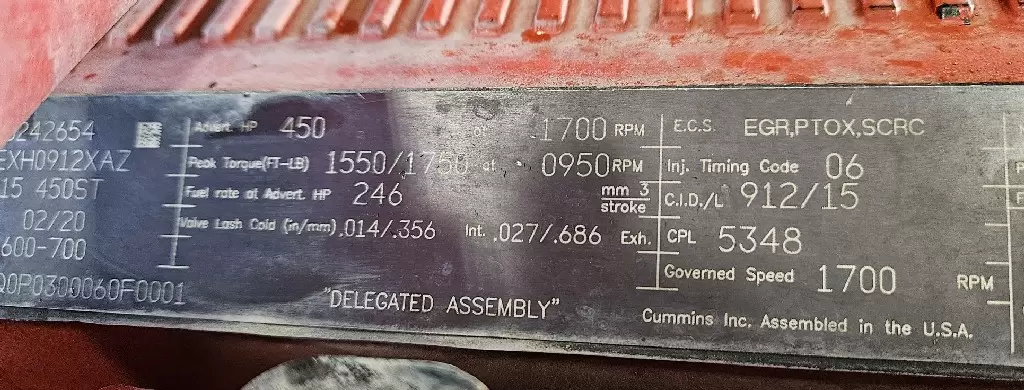 242654
EXH0912XAZ
15 450ST
02/20
600-700
Q0P0300060F0001
Advert. HP 450 at 1700 RPM
Peak Torque(FT-LB) 1550/1750 at 0950 RPM
Fuel rate at Advert. HP 246 mm 3 stroke
Valve Lash Cold (in/mm) .014/.356 Int. .027/.686 Exh.
"DELEGATED ASSEMBLY"
E.C.S. EGR,PTOX,SCRC
Inj. Timing Code 06
C.I.D./L 912/15
CPL 5348
Governed Speed 1700 RPM
Cummins Inc. Assembled in the U.S.A.